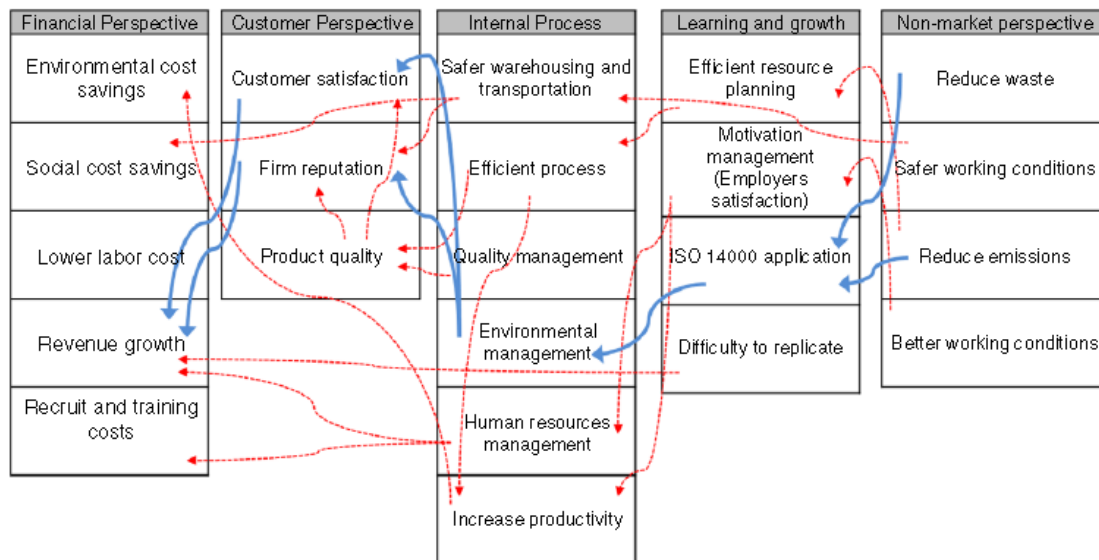 Financial Perspective
Environmental cost
savings
Social cost savings
Lower labor cost
Revenue growth
Recruit and training
costs
Customer Perspective
Customer satisfaction
Firm reputation
Product quality
Internal Process
Safer warehousing and
transportation
Efficient process
Quality management
Environmental
management
Human resources
management
Increase productivity
Learning and growth
Efficient resource
planning
Motivation
management
(Employers
satisfaction)
ISO 14000 application
Difficulty to replicate
Non-market perspective
Reduce waste
Safer working conditions
Reduce emissions
Better working conditions